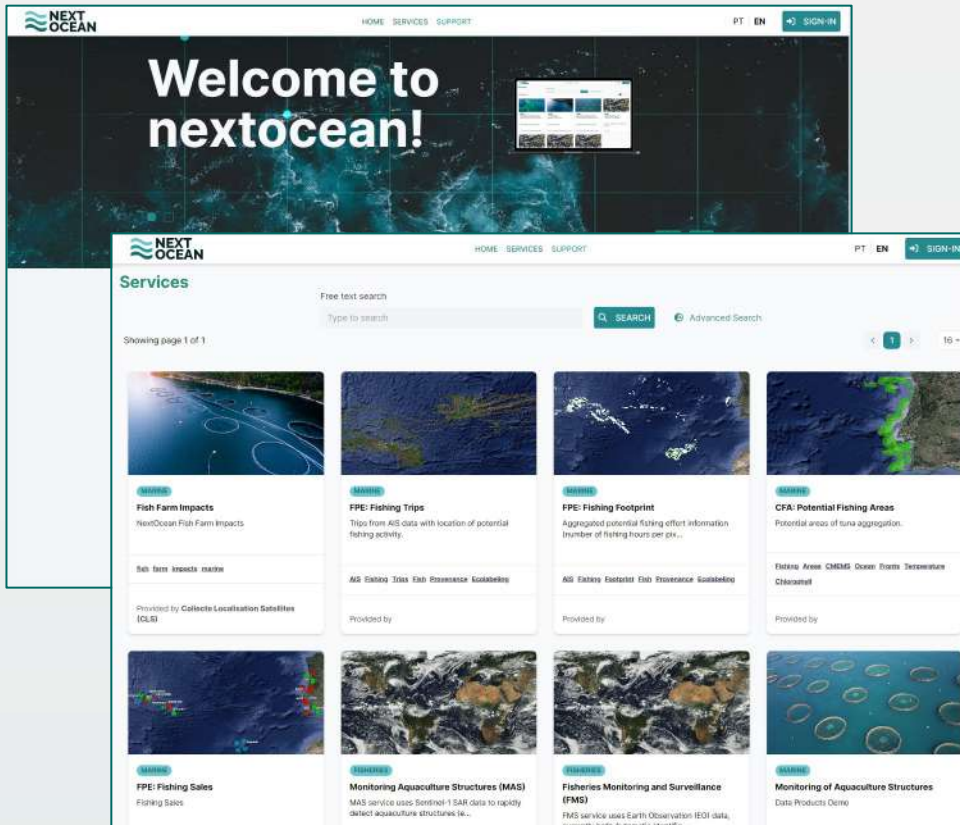 NEXT
OCEAN
HOME SERVICES SUPPORT
PT EN SIGN-IN
Welcome to
nextocean!
NEXT
OCEAN
HOME SERVICES SUPPORT
PT EN SIGN-IN
Services
Free text search
Type to search
SEARCH
Advanced Search
Showing page 1 of 1
< 1 > 16
MARINE
Fish Farm Impacts
NextOcean Fish Farm Impacts
fish farm impacts marine
Provided by Collecte Localisation Satellites
(CLS)
MARINE
FPE: Fishing Trips
Trips from AIS data with location of potential
fishing activity.
AIS Fishing Trips Fish Provenance Ecolabeling
Provided by
MARINE
FPE: Fishing Footprint
Aggregated potential fishing effort information
(number of fishing hours per pix...
AIS Fishing Footprint Fish Provenance Ecolabeling
Provided by
MARINE
CFA: Potential Fishing Areas
Potential areas of tuna aggregation.
Fishing Areas CMEMS Ocean Fronts Temperature
Chlorophyll
Provided by
MARINE
FPE: Fishing Sales
Fishing Sales
FISHERIES
Monitoring Aquaculture Structures (MAS)
MAS service uses Sentinel-1 SAR data to rapidly
detect aquaculture structures (e...
FISHERIES
Fisheries Monitoring and Surveillance
(FMS)
FMS service uses Earth Observation (EO) data,
MARINE
Monitoring of Aquaculture Structures
Data Products Demo